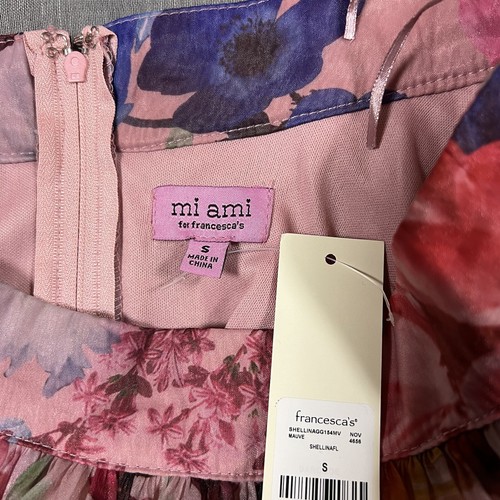 mi ami
for francesca's
S
MADE IN
CHINA
francesca's®
SHELLINAGG184MV NOV
MAUVE 4656
SHELLINAFL
S